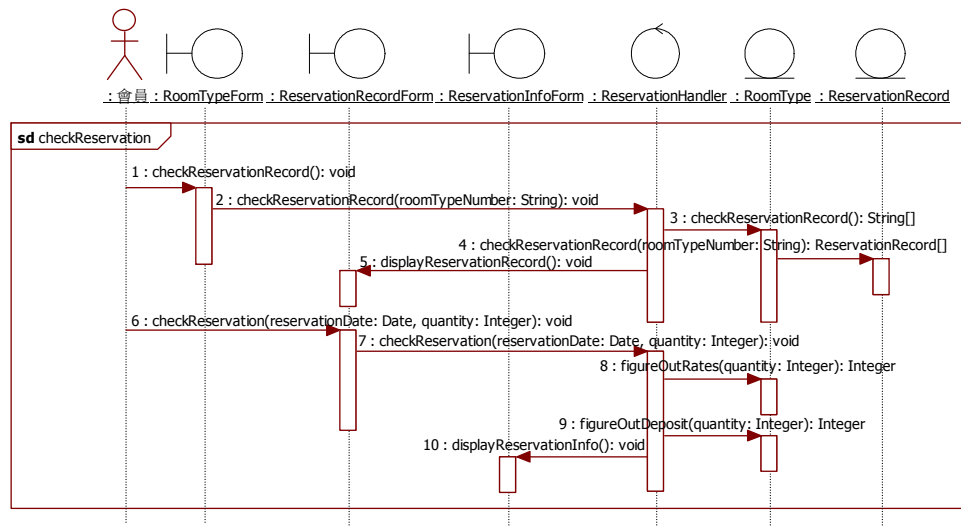 : 會員 : RoomTypeForm : ReservationRecordForm : ReservationInfoForm : ReservationHandler : RoomType : ReservationRecord
sd checkReservation
1 : checkReservationRecord(): void
2 : checkReservationRecord(roomTypeNumber: String): void
3 : checkReservationRecord(): String[]
4 : checkReservationRecord(roomTypeNumber: String): ReservationRecord[]
5 : displayReservationRecord(): void
6 : checkReservation(reservationDate: Date, quantity: Integer): void
7 : checkReservation(reservationDate: Date, quantity: Integer): void
8 : figureOutRates(quantity: Integer): Integer
9 : figureOutDeposit(quantity: Integer): Integer
10 : displayReservationInfo(): void